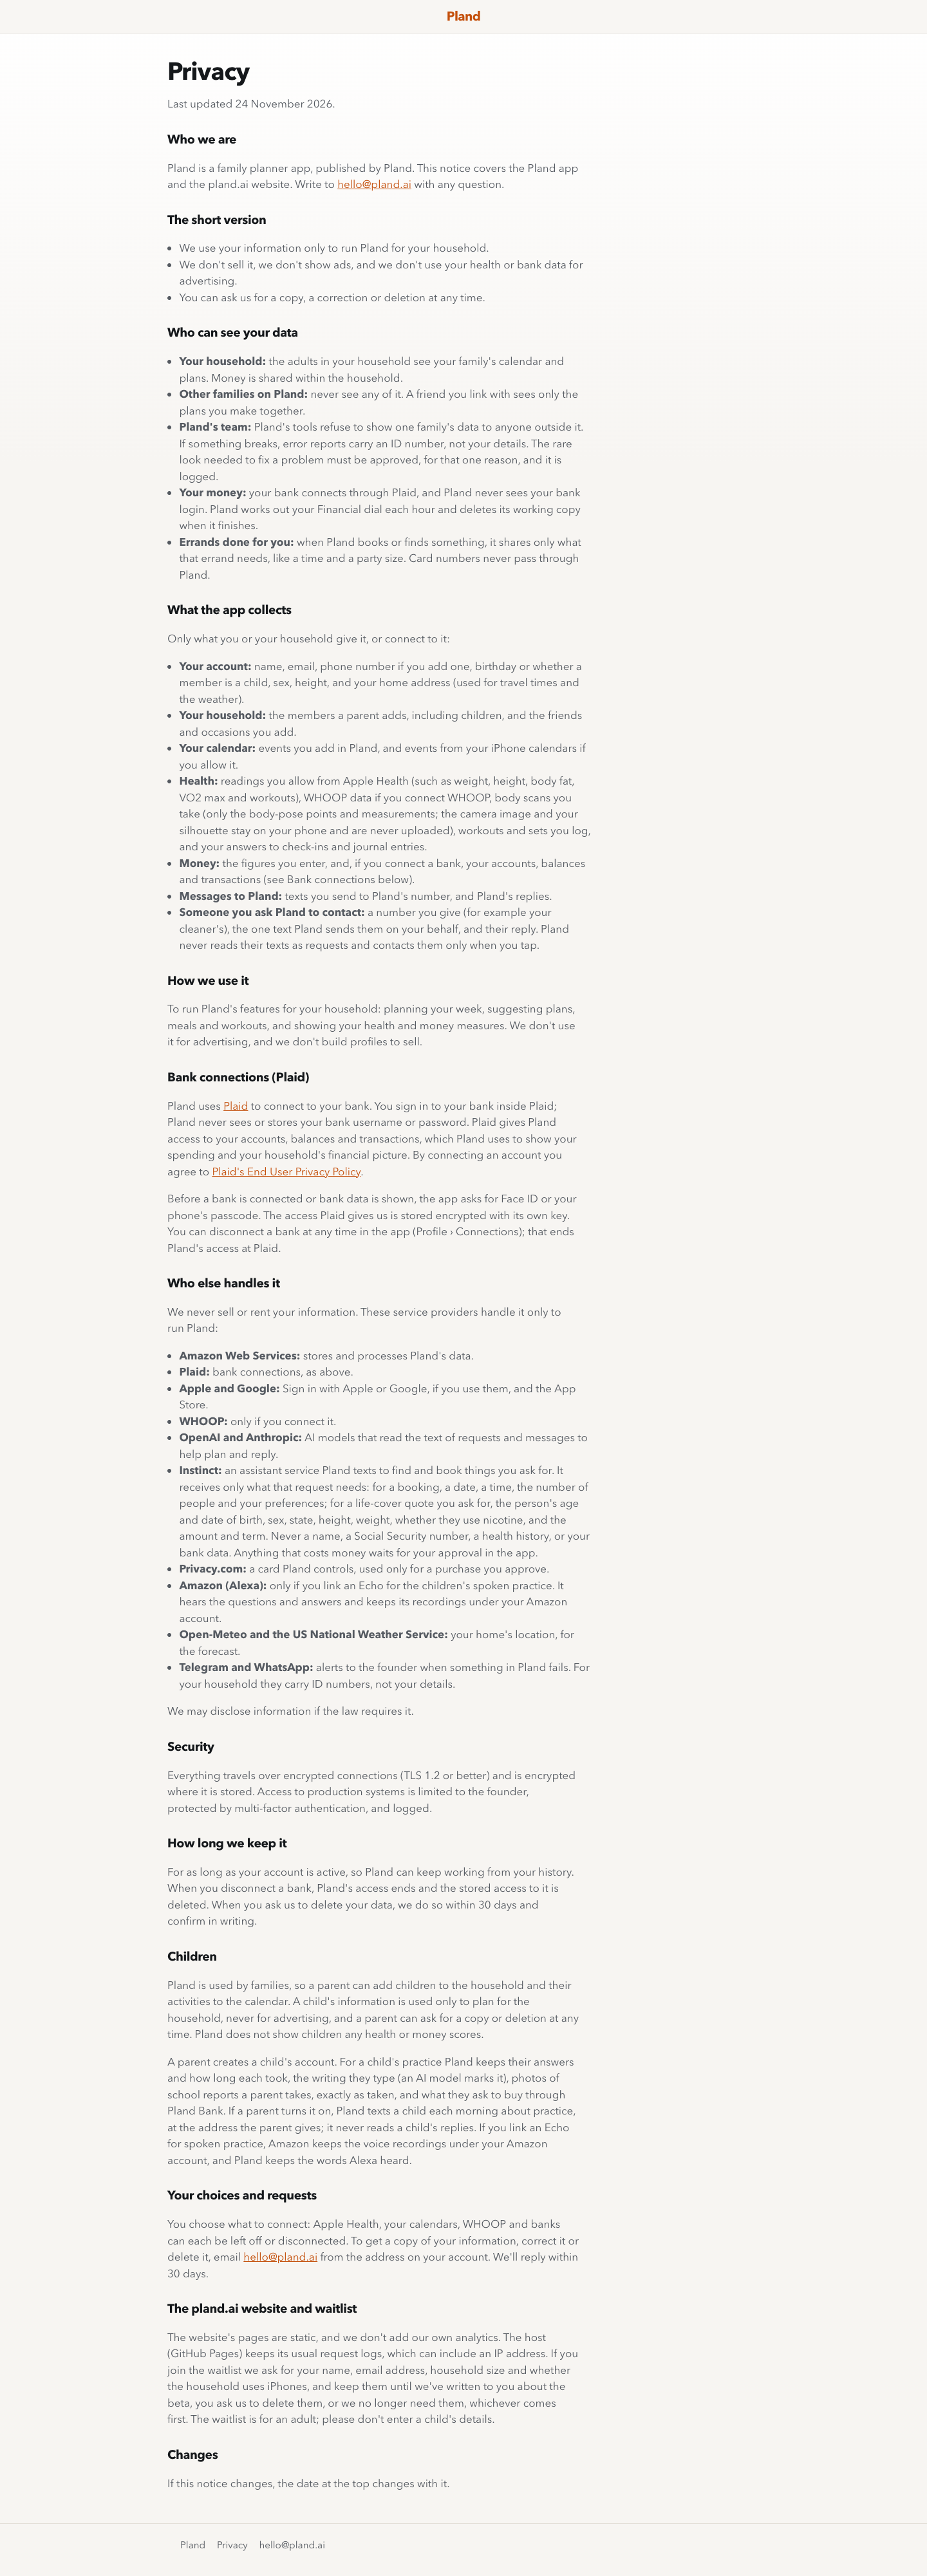 Pland
Privacy
Last updated 24 November 2026.
Who we are
Pland is a family planner app, published by Pland. This notice covers the Pland app
and the pland.ai website. Write to hello@pland.ai with any question.
The short version
• We use your information only to run Pland for your household.
• We don't sell it, we don't show ads, and we don't use your health or bank data for
advertising.
• You can ask us for a copy, a correction or deletion at any time.
Who can see your data
• Your household: the adults in your household see your family's calendar and
plans. Money is shared within the household.
• Other families on Pland: never see any of it. A friend you link with sees only the
plans you make together.
• Pland's team: Pland's tools refuse to show one family's data to anyone outside it.
If something breaks, error reports carry an ID number, not your details. The rare
look needed to fix a problem must be approved, for that one reason, and it is
logged.
• Your money: your bank connects through Plaid, and Pland never sees your bank
login. Pland works out your Financial dial each hour and deletes its working copy
when it finishes.
• Errands done for you: when Pland books or finds something, it shares only what
that errand needs, like a time and a party size. Card numbers never pass through
Pland.
What the app collects
Only what you or your household give it, or connect to it:
• Your account: name, email, phone number if you add one, birthday or whether a
member is a child, sex, height, and your home address (used for travel times and
the weather).
• Your household: the members a parent adds, including children, and the friends
and occasions you add.
• Your calendar: events you add in Pland, and events from your iPhone calendars if
you allow it.
• Health: readings you allow from Apple Health (such as weight, height, body fat,
VO2 max and workouts), WHOOP data if you connect WHOOP, body scans you
take (only the body-pose points and measurements; the camera image and your
silhouette stay on your phone and are never uploaded), workouts and sets you log,
and your answers to check-ins and journal entries.
• Money: the figures you enter, and, if you connect a bank, your accounts, balances
and transactions (see Bank connections below).
• Messages to Pland: texts you send to Pland's number, and Pland's replies.
• Someone you ask Pland to contact: a number you give (for example your
cleaner's), the one text Pland sends them on your behalf, and their reply. Pland
never reads their texts as requests and contacts them only when you tap.
How we use it
To run Pland's features for your household: planning your week, suggesting plans,
meals and workouts, and showing your health and money measures. We don't use
it for advertising, and we don't build profiles to sell.
Bank connections (Plaid)
Pland uses Plaid to connect to your bank. You sign in to your bank inside Plaid;
Pland never sees or stores your bank username or password. Plaid gives Pland
access to your accounts, balances and transactions, which Pland uses to show your
spending and your household's financial picture. By connecting an account you
agree to Plaid's End User Privacy Policy.
Before a bank is connected or bank data is shown, the app asks for Face ID or your
phone's passcode. The access Plaid gives us is stored encrypted with its own key.
You can disconnect a bank at any time in the app (Profile › Connections); that ends
Pland's access at Plaid.
Who else handles it
We never sell or rent your information. These service providers handle it only to
run Pland:
• Amazon Web Services: stores and processes Pland's data.
• Plaid: bank connections, as above.
• Apple and Google: Sign in with Apple or Google, if you use them, and the App
Store.
• WHOOP: only if you connect it.
• OpenAI and Anthropic: AI models that read the text of requests and messages to
help plan and reply.
• Instinct: an assistant service Pland texts to find and book things you ask for. It
receives only what that request needs: for a booking, a date, a time, the number of
people and your preferences; for a life-cover quote you ask for, the person's age
and date of birth, sex, state, height, weight, whether they use nicotine, and the
amount and term. Never a name, a Social Security number, a health history, or your
bank data. Anything that costs money waits for your approval in the app.
• Privacy.com: a card Pland controls, used only for a purchase you approve.
• Amazon (Alexa): only if you link an Echo for the children's spoken practice. It
hears the questions and answers and keeps its recordings under your Amazon
account.
• Open-Meteo and the US National Weather Service: your home's location, for
the forecast.
• Telegram and WhatsApp: alerts to the founder when something in Pland fails. For
your household they carry ID numbers, not your details.
We may disclose information if the law requires it.
Security
Everything travels over encrypted connections (TLS 1.2 or better) and is encrypted
where it is stored. Access to production systems is limited to the founder,
protected by multi-factor authentication, and logged.
How long we keep it
For as long as your account is active, so Pland can keep working from your history.
When you disconnect a bank, Pland's access ends and the stored access to it is
deleted. When you ask us to delete your data, we do so within 30 days and
confirm in writing.
Children
Pland is used by families, so a parent can add children to the household and their
activities to the calendar. A child's information is used only to plan for the
household, never for advertising, and a parent can ask for a copy or deletion at any
time. Pland does not show children any health or money scores.
A parent creates a child's account. For a child's practice Pland keeps their answers
and how long each took, the writing they type (an AI model marks it), photos of
school reports a parent takes, exactly as taken, and what they ask to buy through
Pland Bank. If a parent turns it on, Pland texts a child each morning about practice,
at the address the parent gives; it never reads a child's replies. If you link an Echo
for spoken practice, Amazon keeps the voice recordings under your Amazon
account, and Pland keeps the words Alexa heard.
Your choices and requests
You choose what to connect: Apple Health, your calendars, WHOOP and banks
can each be left off or disconnected. To get a copy of your information, correct it or
delete it, email hello@pland.ai from the address on your account. We'll reply within
30 days.
The pland.ai website and waitlist
The website's pages are static, and we don't add our own analytics. The host
(GitHub Pages) keeps its usual request logs, which can include an IP address. If you
join the waitlist we ask for your name, email address, household size and whether
the household uses iPhones, and keep them until we've written to you about the
beta, you ask us to delete them, or we no longer need them, whichever comes
first. The waitlist is for an adult; please don't enter a child's details.
Changes
If this notice changes, the date at the top changes with it.
Pland Privacy hello@pland.ai